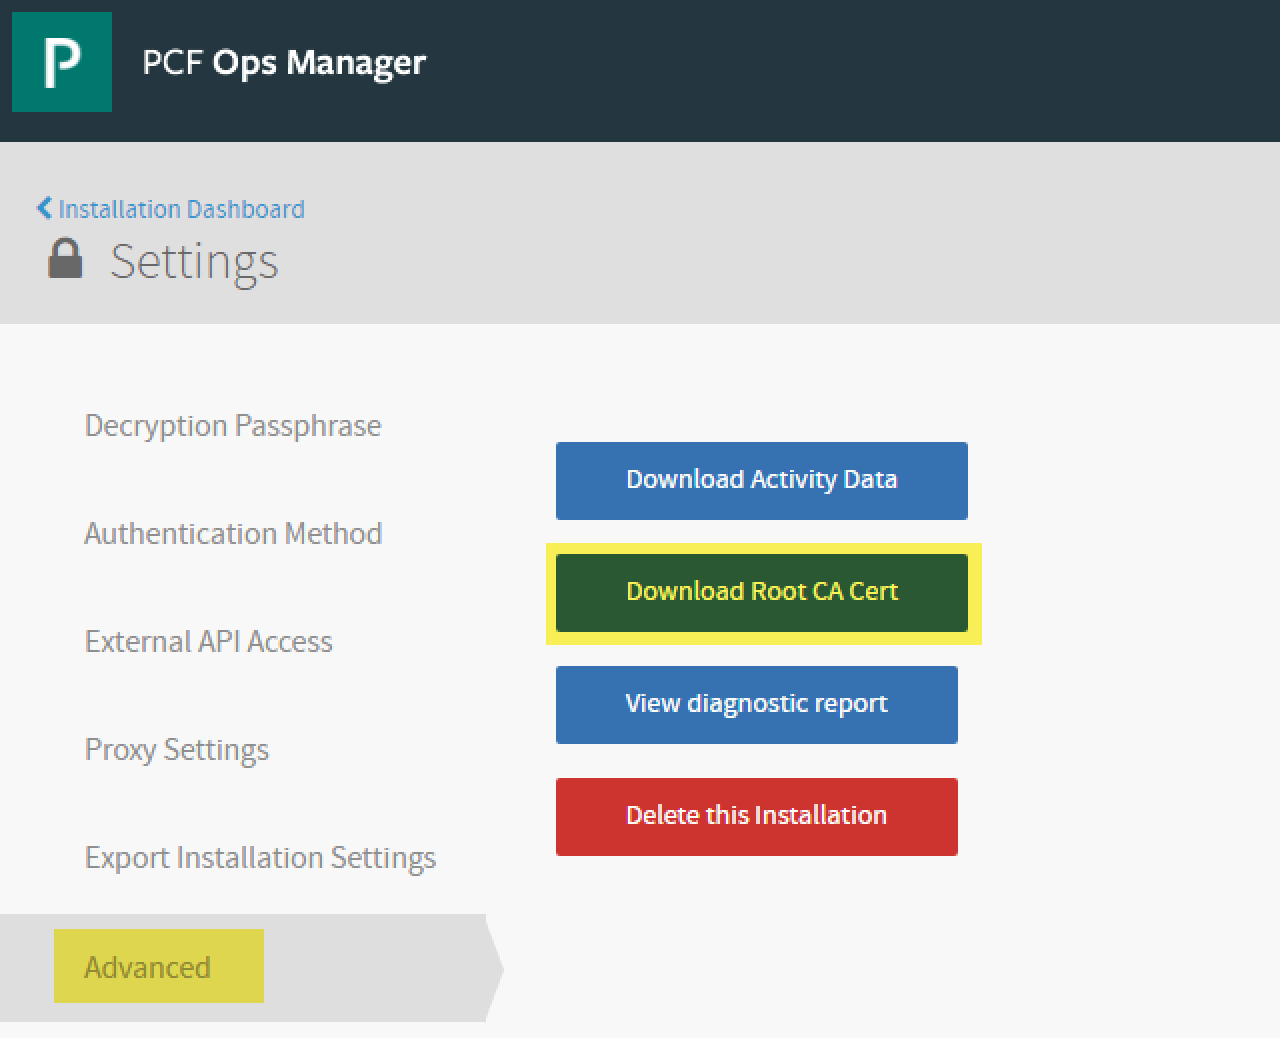 P
PCF Ops Manager
Installation Dashboard
Settings
Decryption Passphrase
Authentication Method
External API Access
Proxy Settings
Export Installation Settings
Advanced
Download Activity Data
Download Root CA Cert
View diagnostic report
Delete this Installation